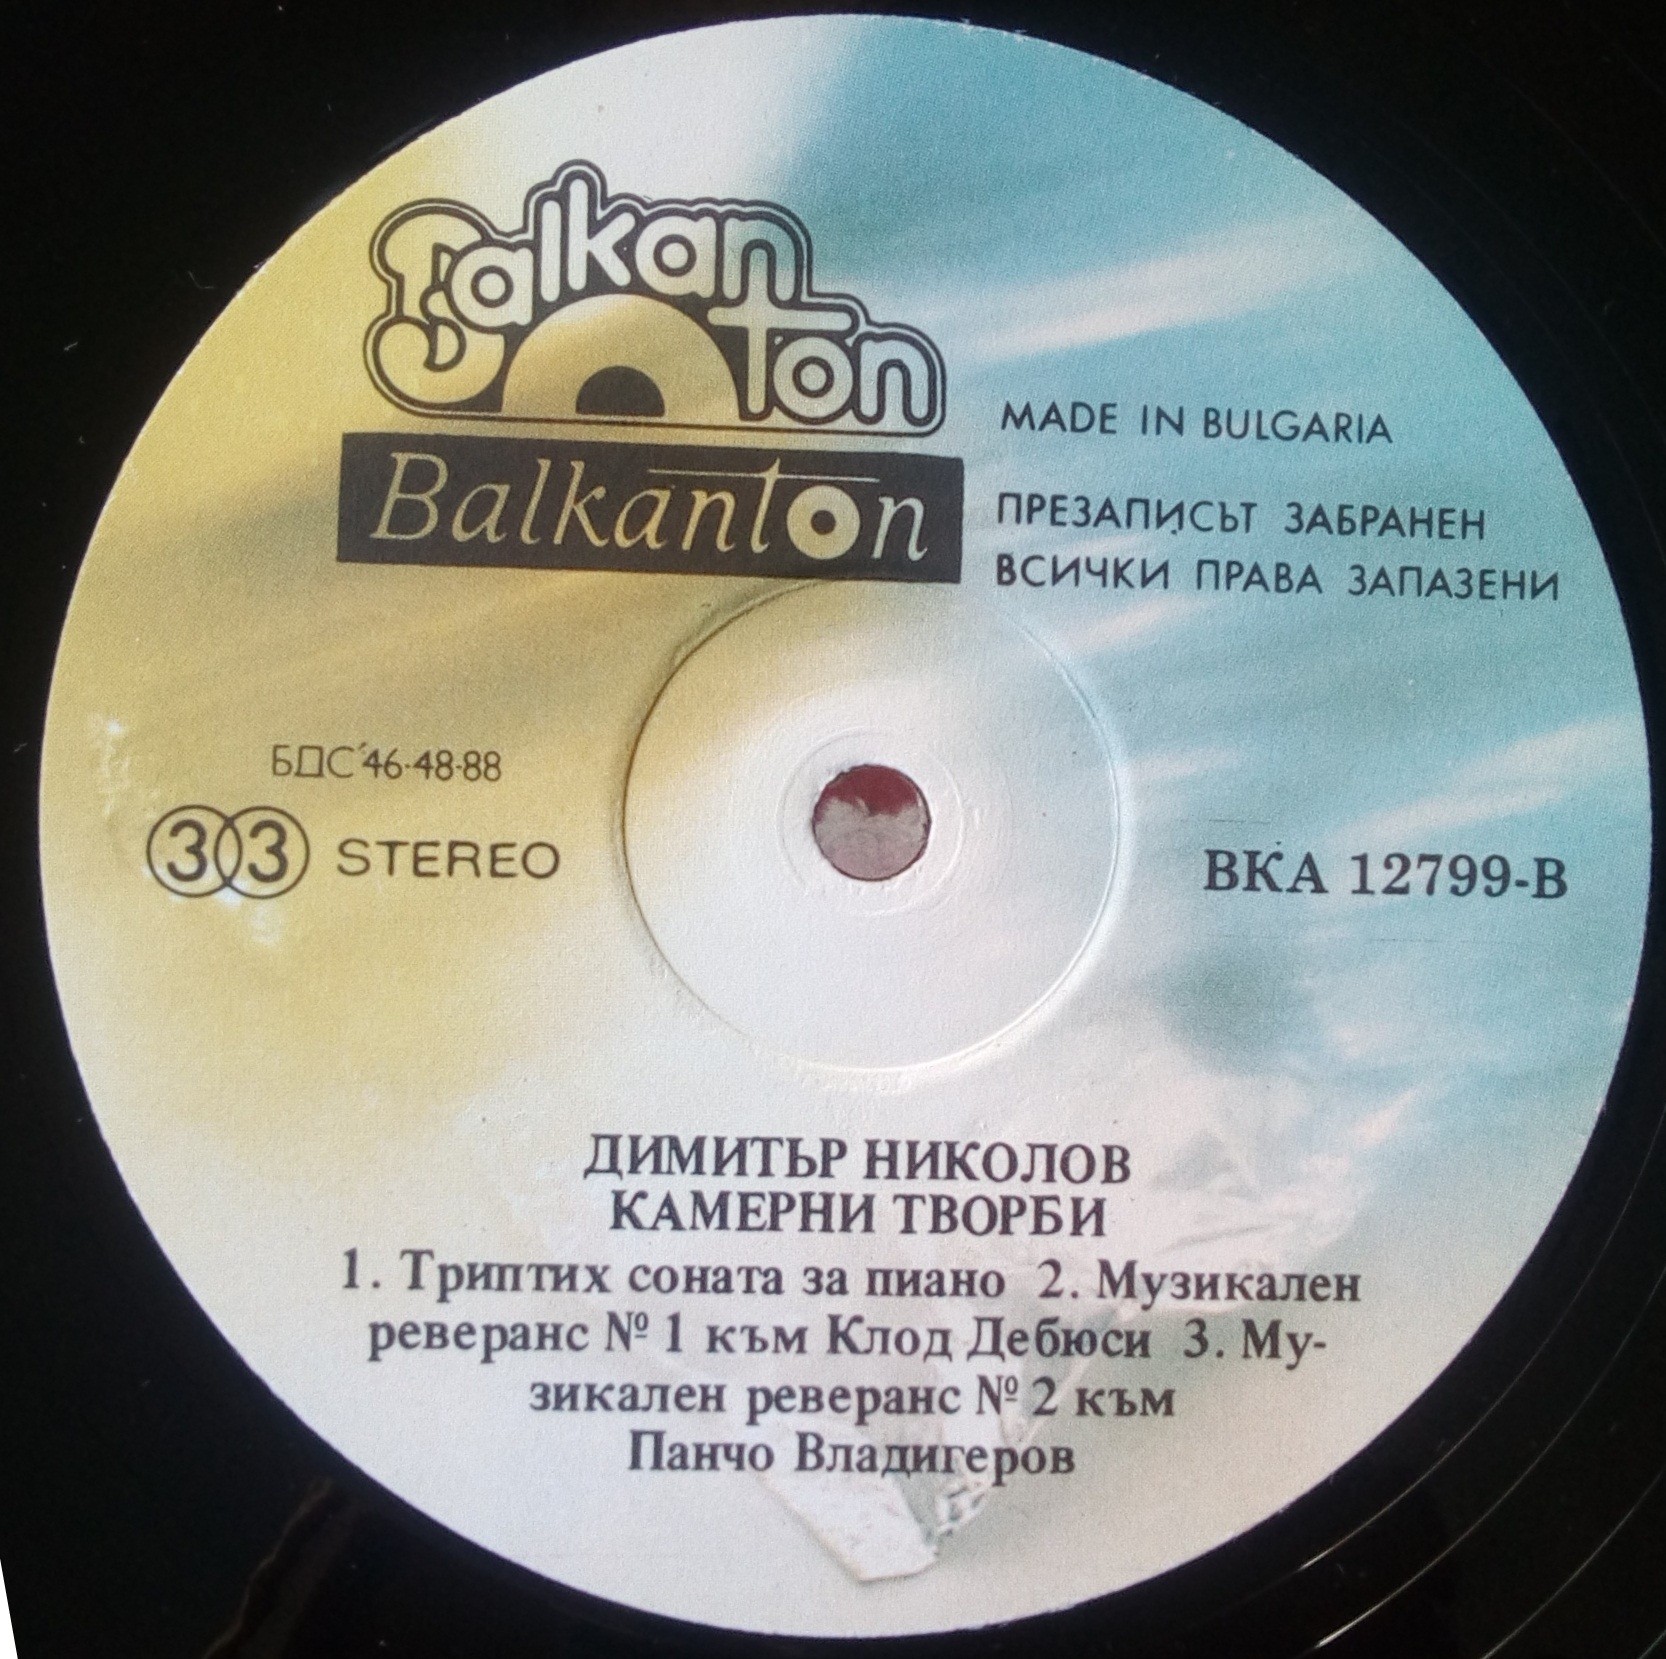 Balkan
ton
Balkanton
MADE IN BULGARIA
ПРЕЗАПИСЪТ ЗАБРАНЕН
ВСИЧКИ ПРАВА ЗАПАЗЕНИ
БДС 46-48-88
33 STEREO
ВКА 12799-В
ДИМИТЪР НИКОЛОВ
КАМЕРНИ ТВОРБИ
1. Триптих соната за пиано 2. Музикален
реверанс № 1 към Клод Дебюси 3. Му-
зикален реверанс № 2 към
Панчо Владигеров